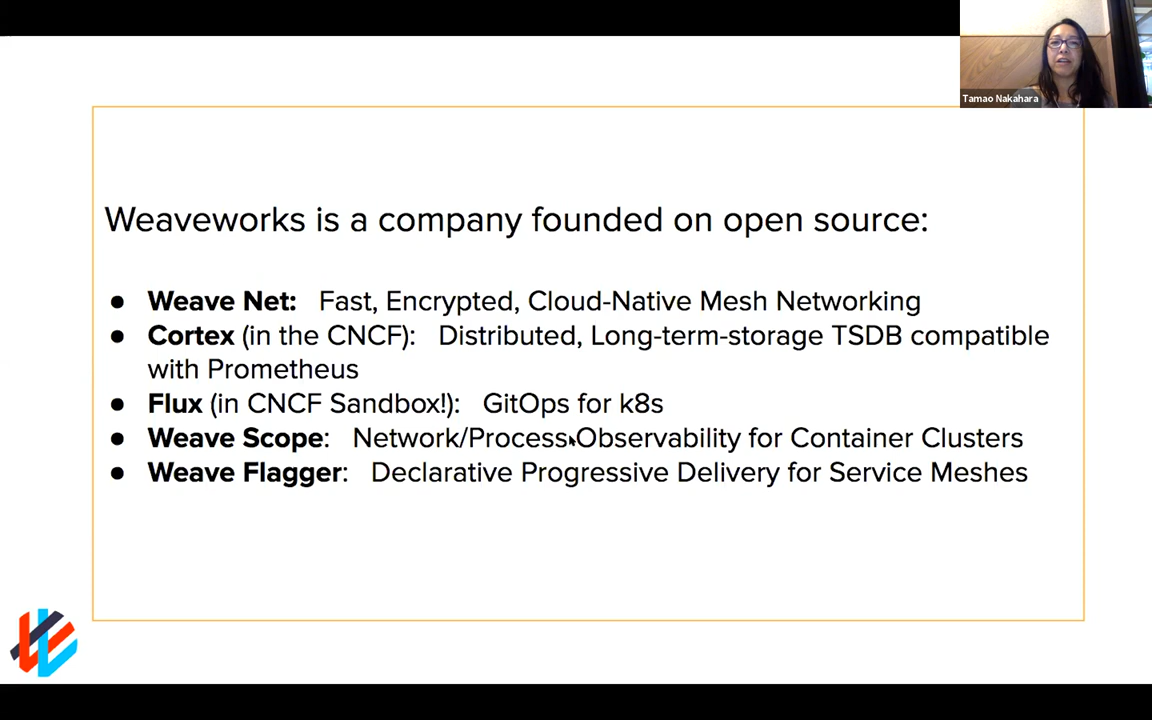 Tamao Nakahara
Weaveworks is a company founded on open source:
● Weave Net: Fast, Encrypted, Cloud-Native Mesh Networking
● Cortex (in the CNCF): Distributed, Long-term-storage TSDB compatible
with Prometheus
● Flux (in CNCF Sandbox!): GitOps for k8s
● Weave Scope: Network/Process Observability for Container Clusters
● Weave Flagger: Declarative Progressive Delivery for Service Meshes